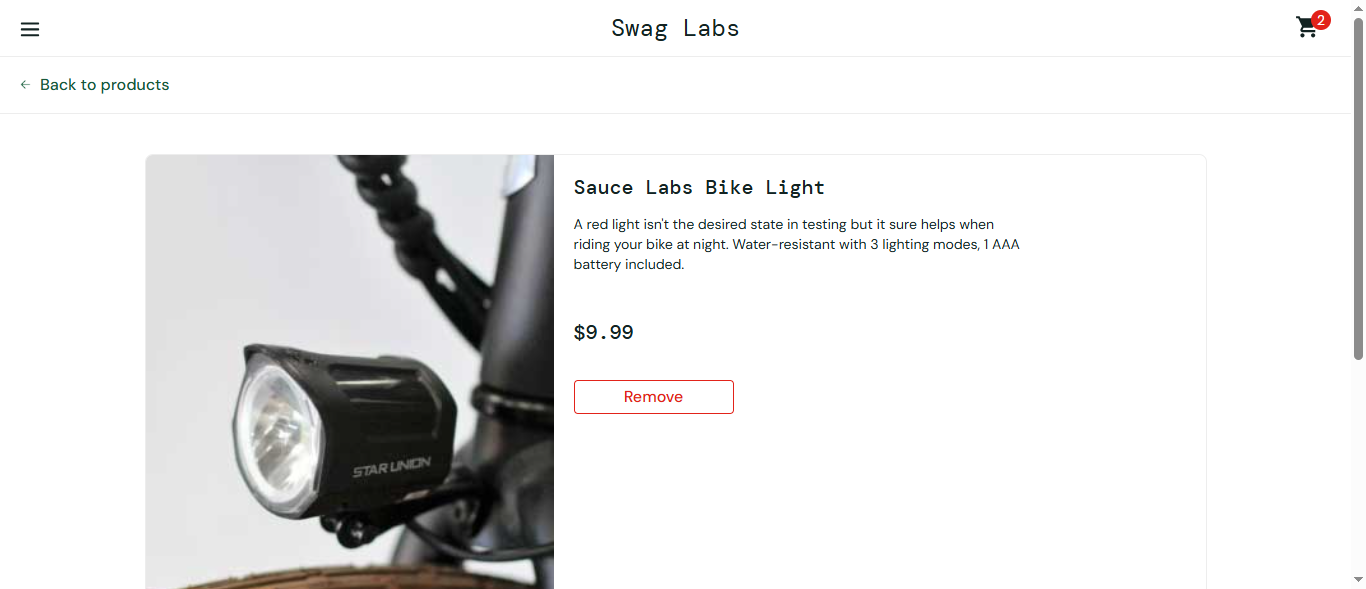 Swag Labs
2
Back to products
Sauce Labs Bike Light
A red light isn't the desired state in testing but it sure helps when
riding your bike at night. Water-resistant with 3 lighting modes, 1 AAA
battery included.
$9.99
Remove
STAR UNION